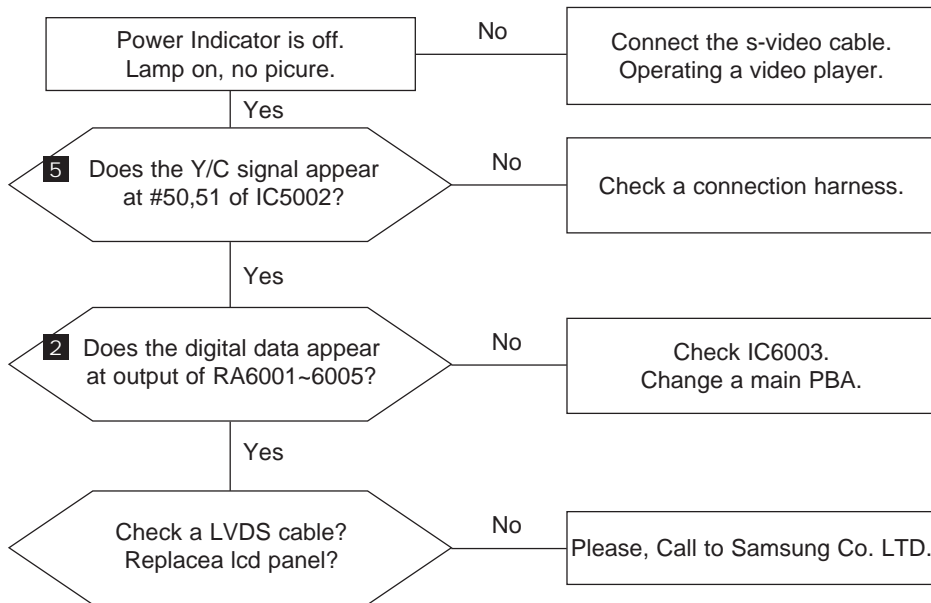 Power Indicator is off.
Lamp on, no picure.
No
Connect the s-video cable.
Operating a video player.
Yes
5 Does the Y/C signal appear
at #50,51 of IC5002?
No
Check a connection harness.
Yes
2 Does the digital data appear
at output of RA6001~6005?
No
Check IC6003.
Change a main PBA.
Yes
Check a LVDS cable?
Replacea lcd panel?
No
Please, Call to Samsung Co. LTD.